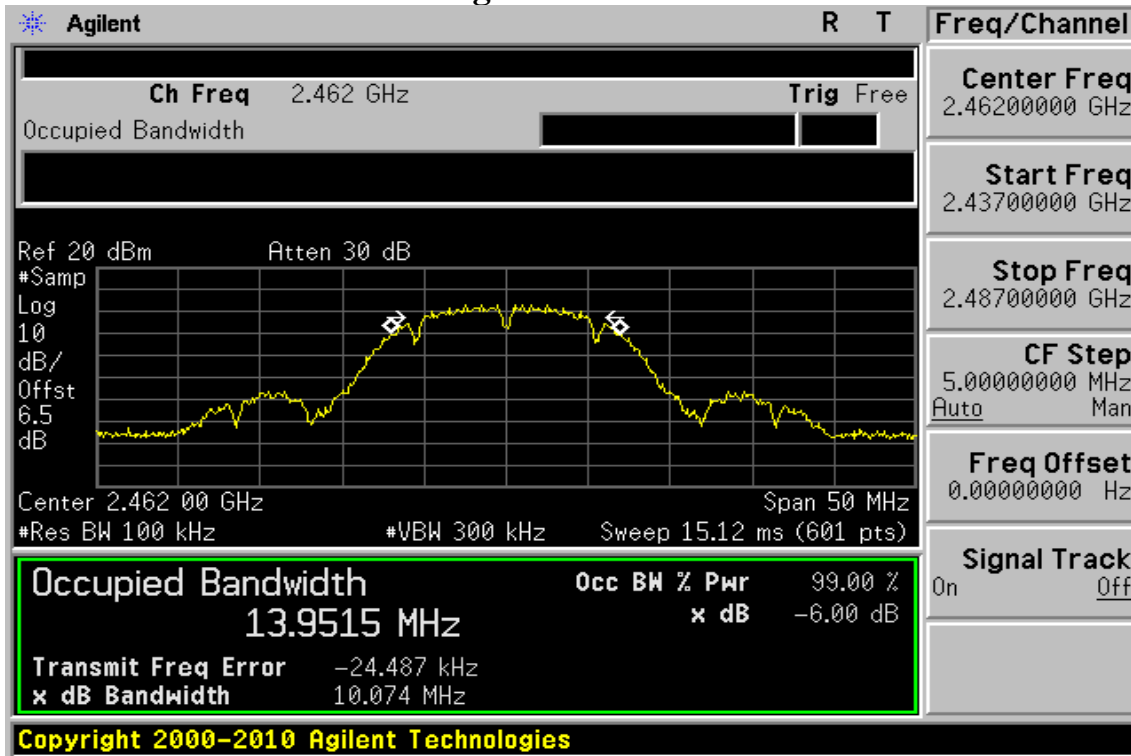 Agilent R T Freq/Channel
Ch Freq 2.462 GHz Trig Free
Occupied Bandwidth
Center Freq
2.46200000 GHz
Start Freq
2.43700000 GHz
Stop Freq
2.48700000 GHz
CF Step
5.00000000 MHz
Auto Man
Freq Offset
0.00000000 Hz
Signal Track
On Off
Ref 20 dBm Atten 30 dB
#Samp
Log
10
dB/
Offst
6.5
dB
Center 2.462 00 GHz Span 50 MHz
#Res BW 100 kHz #VBW 300 kHz Sweep 15.12 ms (601 pts)
Occupied Bandwidth Occ BW % Pwr 99.00 %
13.9515 MHz x dB -6.00 dB
Transmit Freq Error -24.487 kHz
x dB Bandwidth 10.074 MHz
Copyright 2000-2010 Agilent Technologies